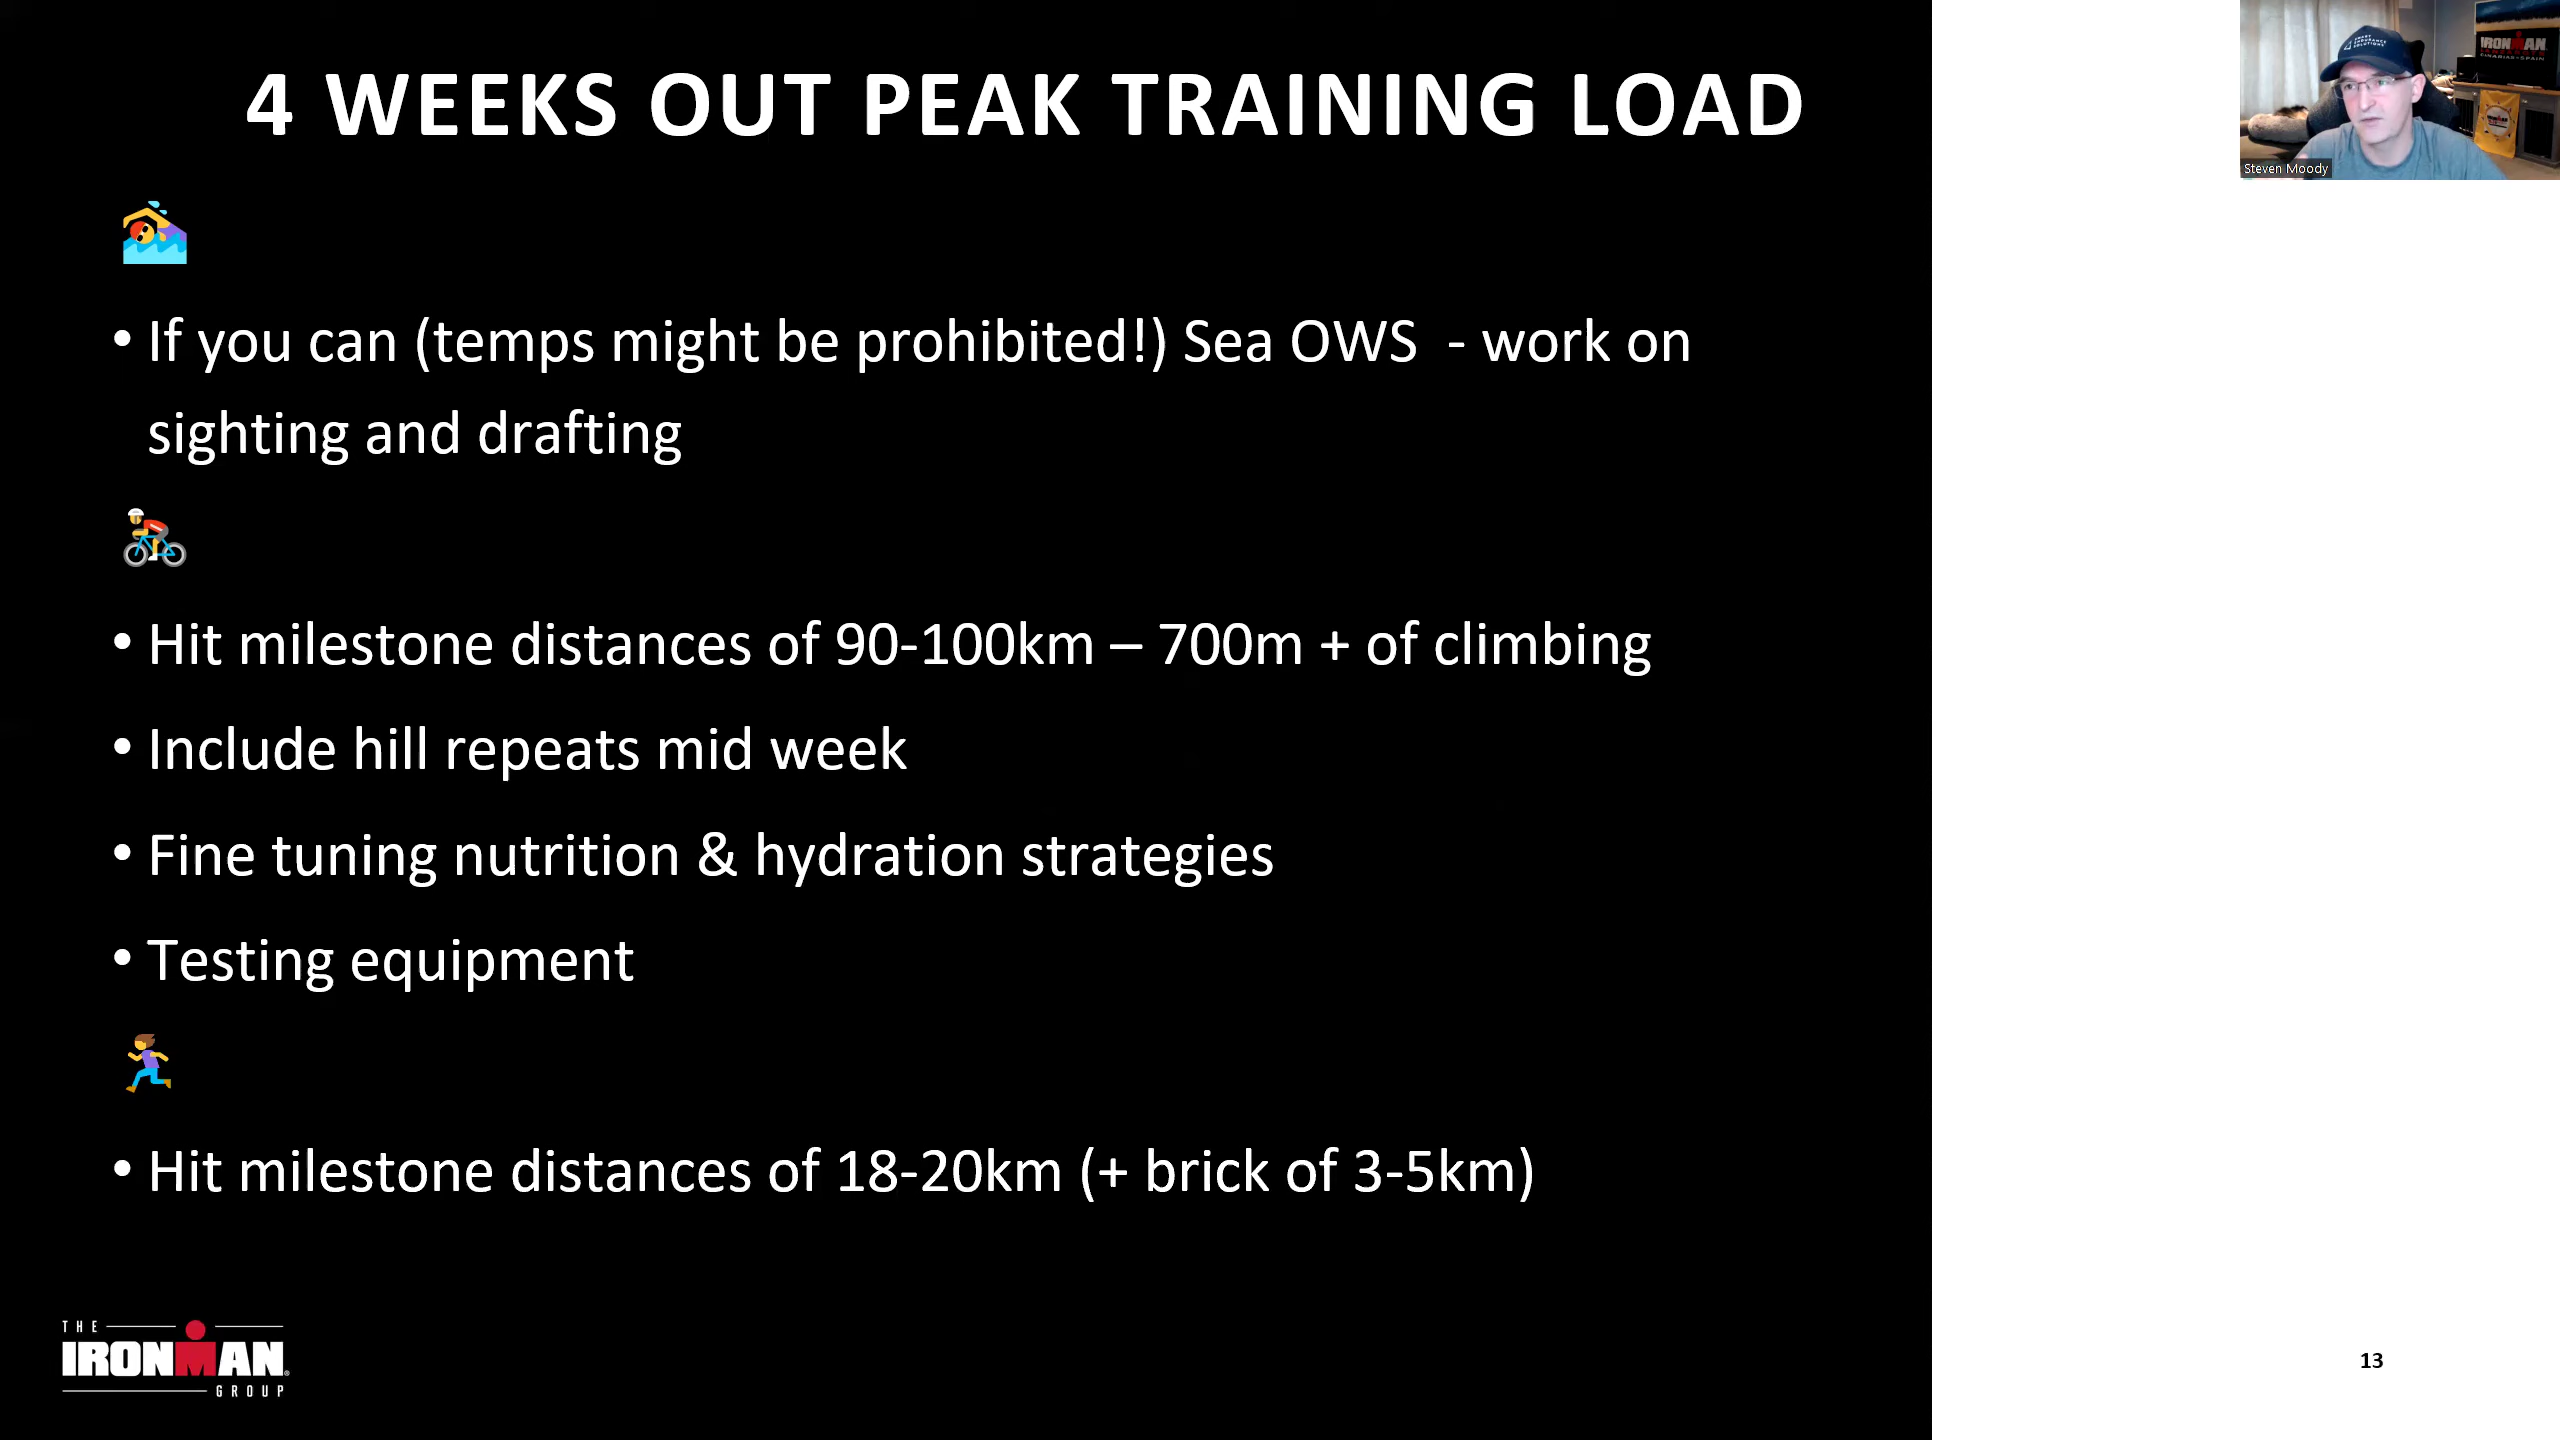 4 WEEKS OUT PEAK TRAINING LOAD
• If you can (temps might be prohibited!) Sea OWS - work on
sighting and drafting
• Hit milestone distances of 90-100km – 700m + of climbing
• Include hill repeats mid week
• Fine tuning nutrition & hydration strategies
• Testing equipment
• Hit milestone distances of 18-20km (+ brick of 3-5km)
THE
IRONMAN
GROUP
13
Steven Moody
IRONMAN